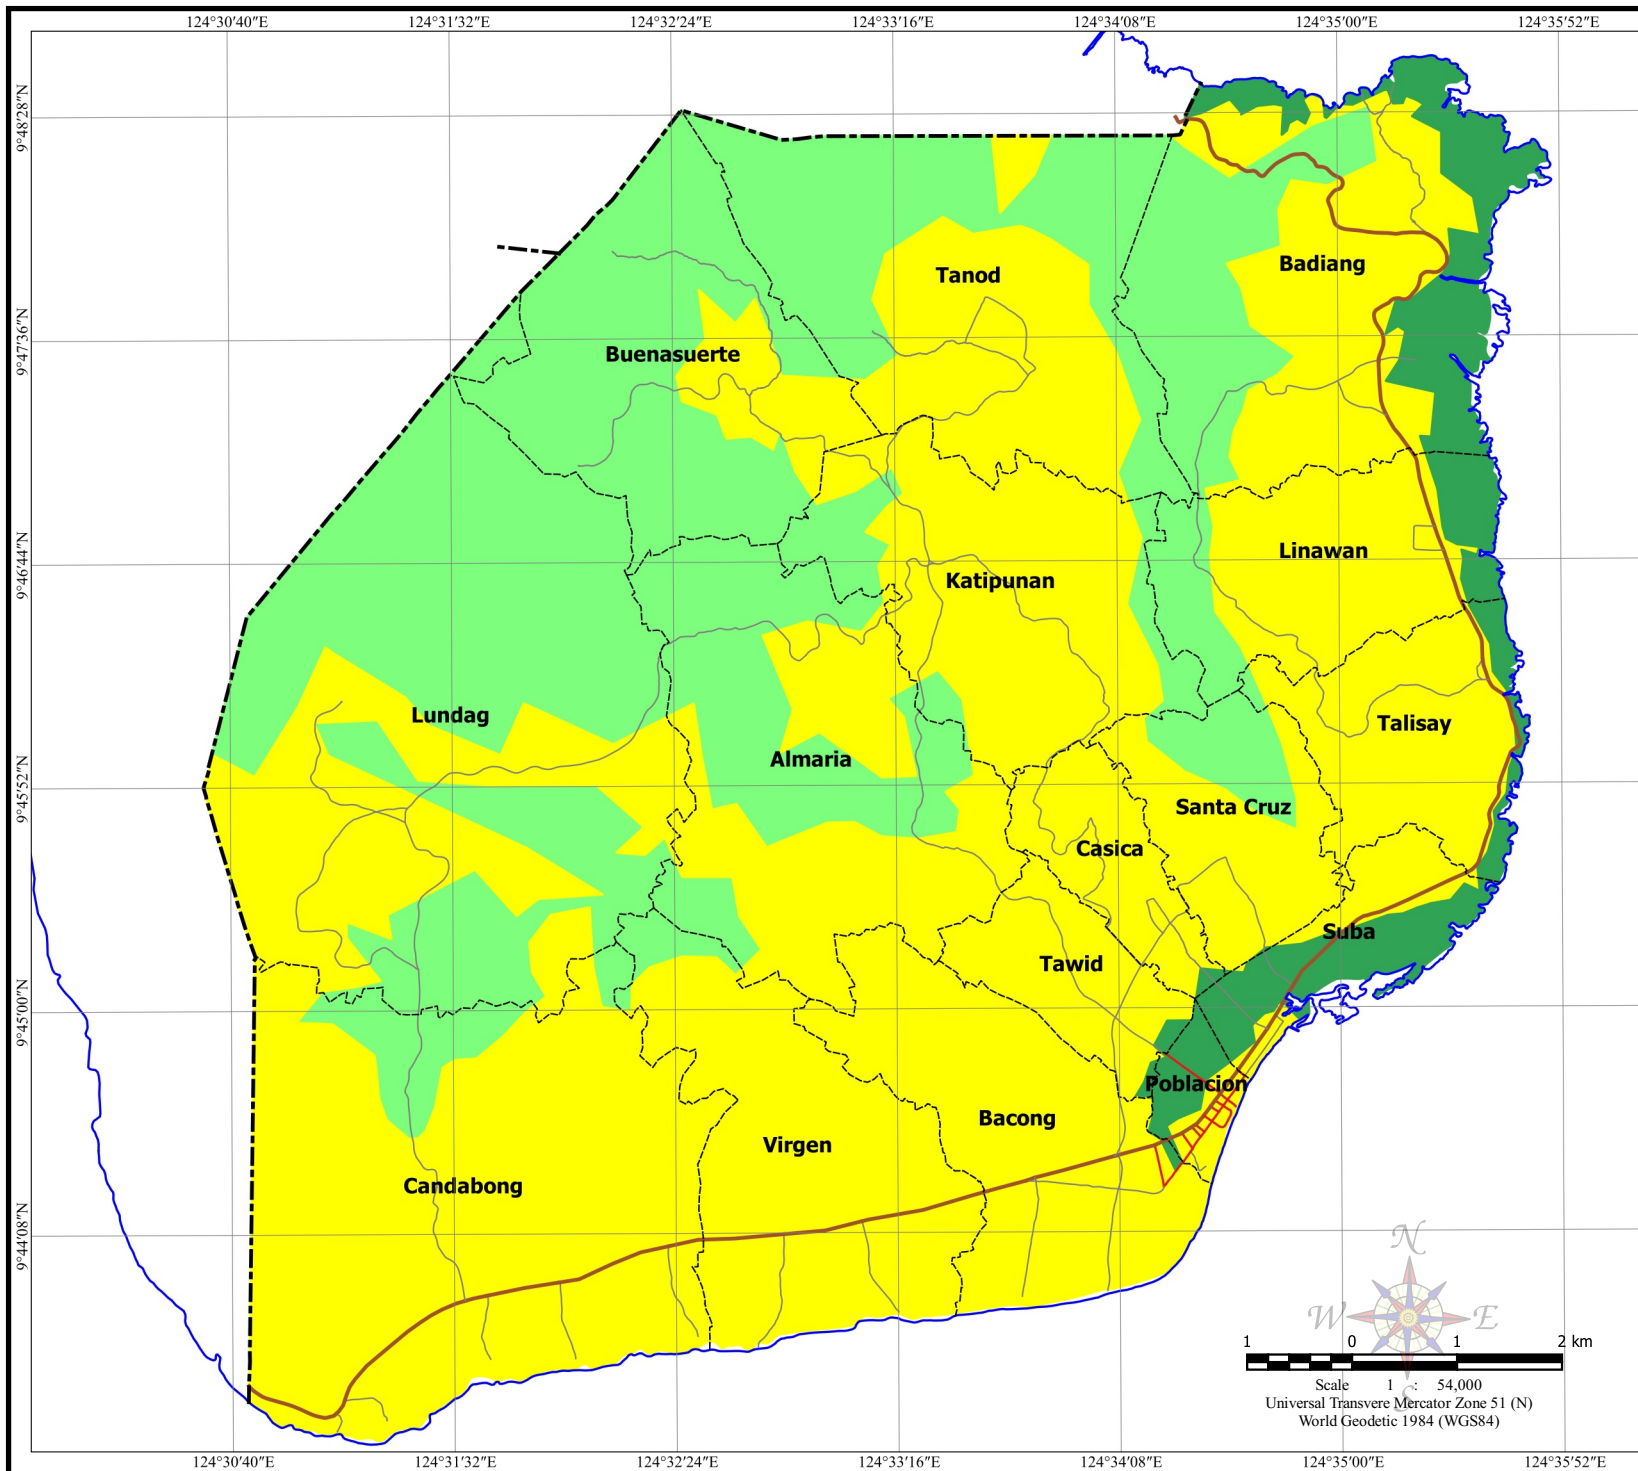 124°30′40″E 124°31′32″E 124°32′24″E 124°33′16″E 124°34′08″E 124°35′00″E 124°35′52″E
9°48′28″N
Tanod
Badiang
9°47′36″N
Buenasuerte
Linawan
9°46′44″N
Katipunan
Lundag
Talisay
Almaria
9°45′52″N
Santa Cruz
Casica
Suba
Tawid
9°45′00″N
Poblacion
Bacong
Virgen
Candabong
9°44′08″N
N
W E
S
1 0 1 2 km
Scale 1 : 54,000
Universal Transvere Mercator Zone 51 (N)
World Geodetic 1984 (WGS84)
124°30′40″E 124°31′32″E 124°32′24″E 124°33′16″E 124°34′08″E 124°35′00″E 124°35′52″E